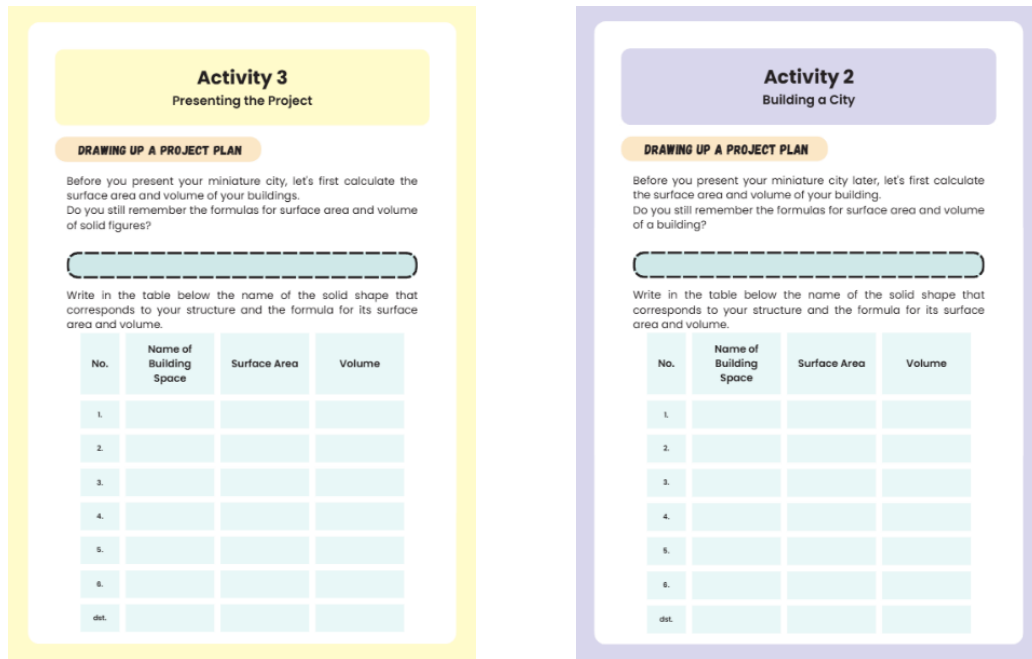 Activity 3
Presenting the Project
DRAWING UP A PROJECT PLAN
Before you present your miniature city, let's first calculate the
surface area and volume of your buildings.
Do you still remember the formulas for surface area and volume
of solid figures?
Write in the table below the name of the solid shape that
corresponds to your structure and the formula for its surface
area and volume.
No.
Name of
Building
Space
Surface Area
Volume
1.
2.
3.
4.
5.
6.
dst.
Activity 2
Building a City
DRAWING UP A PROJECT PLAN
Before you present your miniature city later, let's first calculate
the surface area and volume of your building.
Do you still remember the formulas for surface area and volume
of a building?
Write in the table below the name of the solid shape that
corresponds to your structure and the formula for its surface
area and volume.
No.
Name of
Building
Space
Surface Area
Volume
1.
2.
3.
4.
5.
6.
dst.